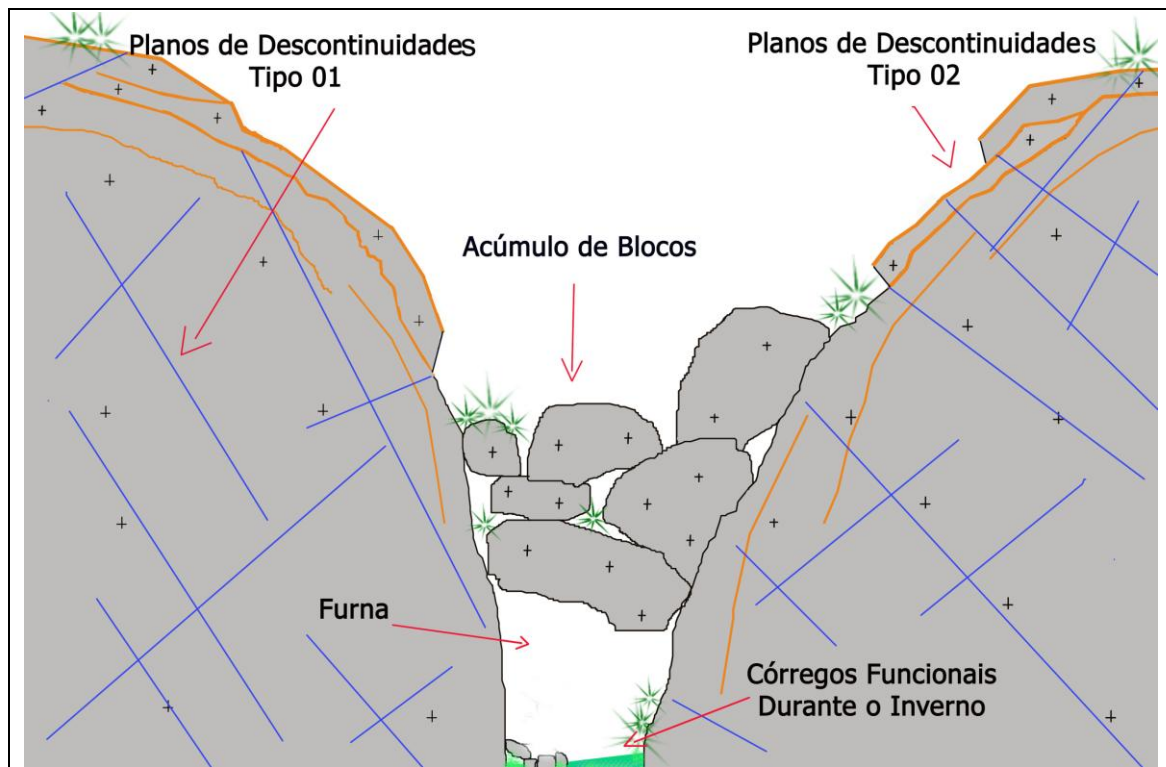 Planos de Descontinuidades
Tipo 01
Planos de Descontinuidades
Tipo 02
Acúmulo de Blocos
Furna
Córregos Funcionais
Durante o Inverno